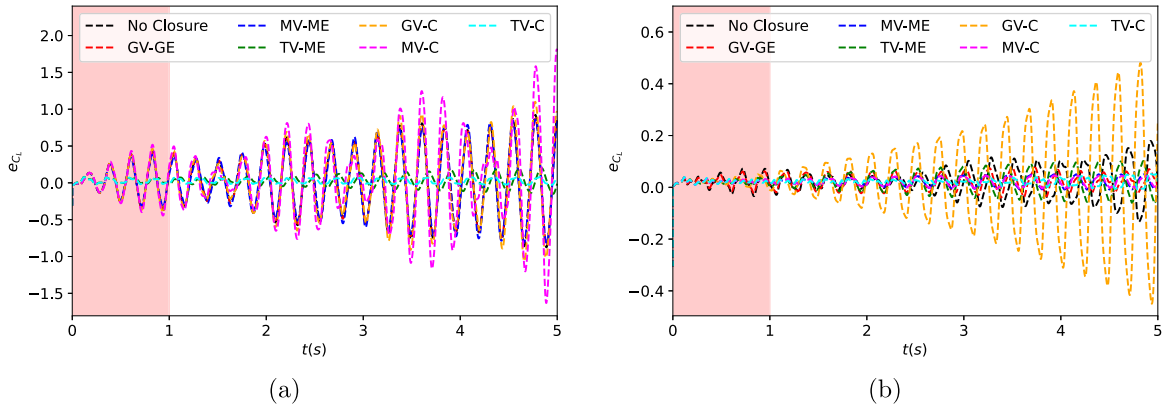 No Closure MV-ME GV-C TV-C
GV-GE TV-ME MV-C
2.0
1.5
1.0
0.5
0.0
−0.5
−1.0
−1.5
e_{C_L}
0 1 2 3 4 5
t(s)
(a)
No Closure MV-ME GV-C TV-C
GV-GE TV-ME MV-C
0.6
0.4
0.2
0.0
−0.2
−0.4
e_{C_L}
0 1 2 3 4 5
t(s)
(b)